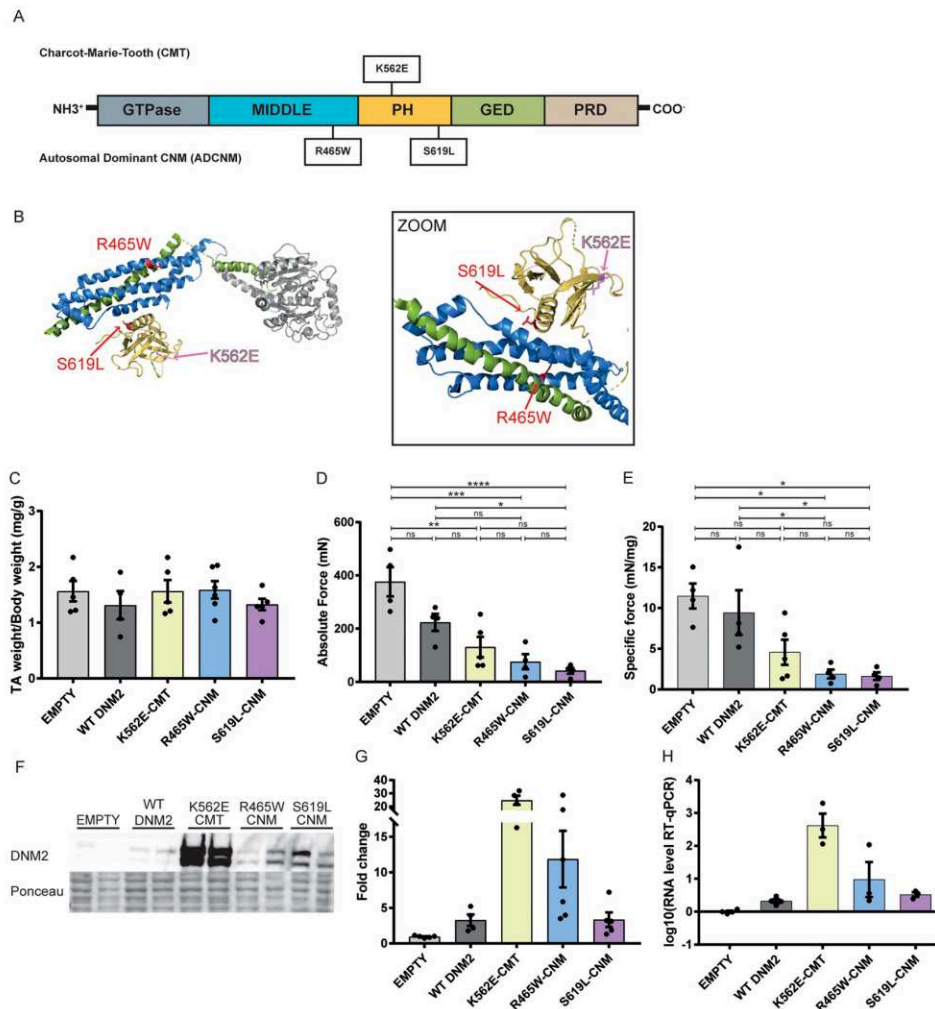 A
Charcot-Marie-Tooth (CMT)
K562E
NH3⁺ GTPase MIDDLE PH GED PRD COO⁻
R465W S619L
Autosomal Dominant CNM (ADCNM)
B
R465W
S619L
K562E
ZOOM
K562E
S619L
R465W
C
TA weight/Body weight (mg/g)
3
2
1
0
EMPTY
WT DNM2
K562E-CMT
R465W-CNM
S619L-CNM
D
****
***
*
ns
** ns
ns ns ns ns
Absolute Force (mN)
600
400
200
0
EMPTY
WT DNM2
K562E-CMT
R465W-CNM
S619L-CNM
E
*
*
*
*
ns ns
ns ns ns ns
Specific force (mN/mg)
20
15
10
5
0
EMPTY
WT DNM2
K562E-CMT
R465W-CNM
S619L-CNM
F
EMPTY WT DNM2 K562E CMT R465W CNM S619L CNM
DNM2
Ponceau
G
Fold change
40
30
20
10
5
0
EMPTY
WT DNM2
K562E-CMT
R465W-CNM
S619L-CNM
H
log10(RNA level RT-qPCR)
4
3
2
1
0
-1
EMPTY
WT DNM2
K562E-CMT
R465W-CNM
S619L-CNM